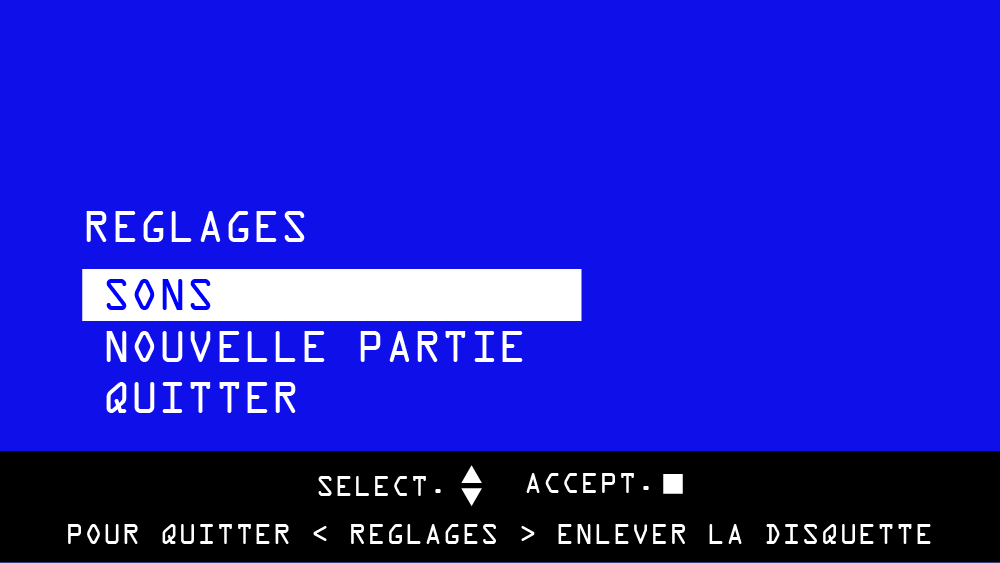 REGLAGES
SONS
NOUVELLE PARTIE
QUITTER
SELECT. ACCEPT.
POUR QUITTER < REGLAGES > ENLEVER LA DISQUETTE